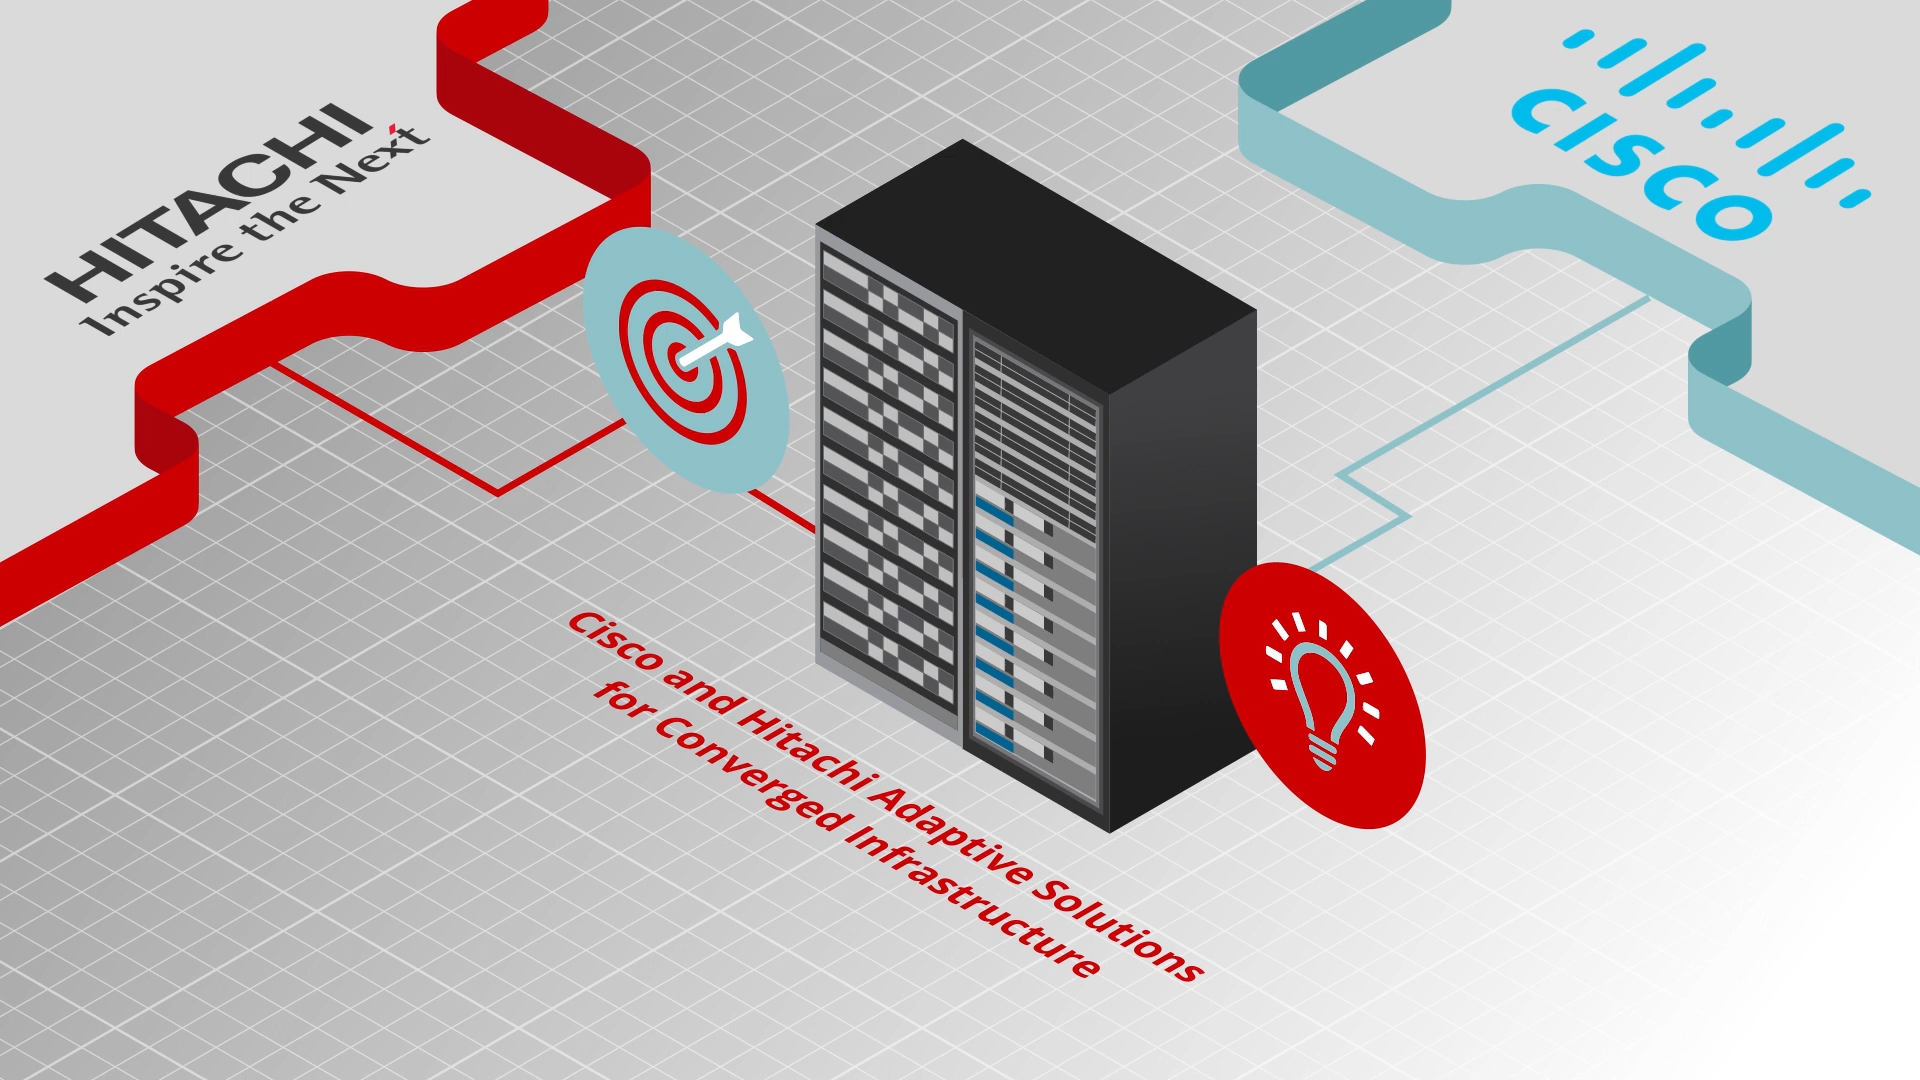 HITACHI
Inspire the Next
CISCO
Cisco and Hitachi Adaptive Solutions
for Converged Infrastructure